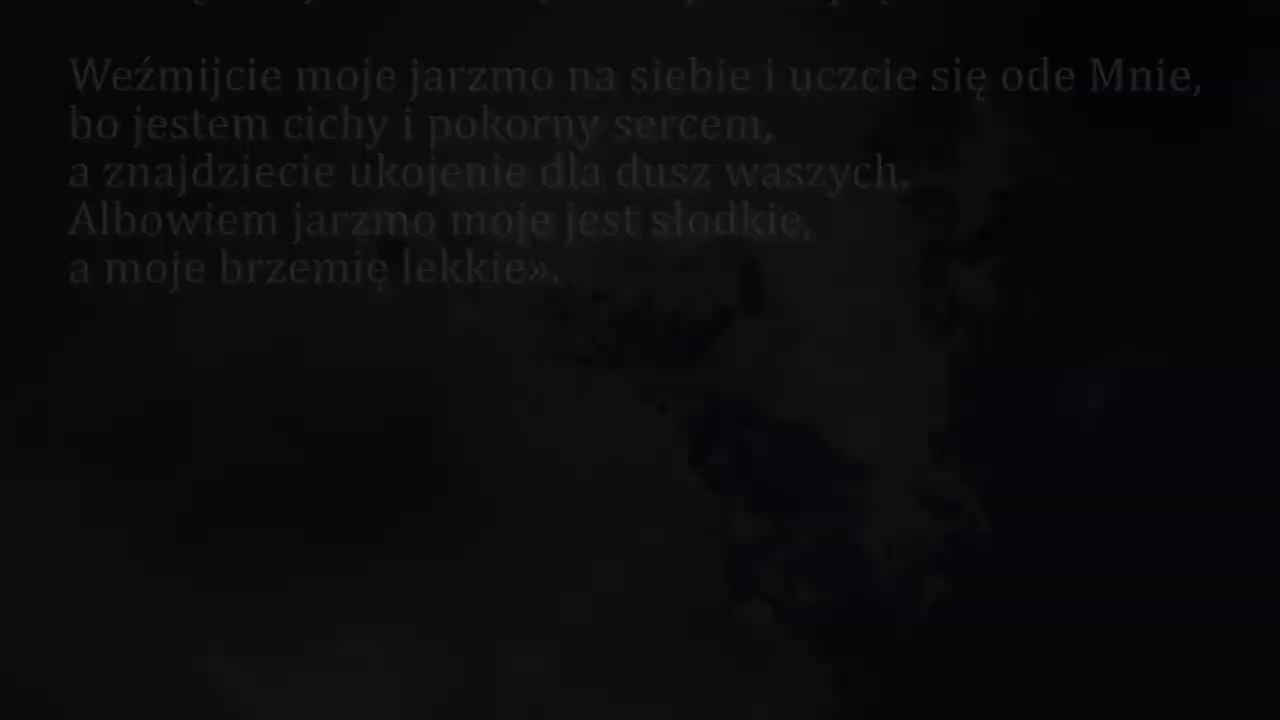 Weźmijcie moje jarzmo na siebie i uczcie się ode Mnie,
bo jestem cichy i pokorny sercem,
a znajdziecie ukojenie dla dusz waszych.
Albowiem jarzmo moje jest słodkie,
a moje brzemię lekkie».